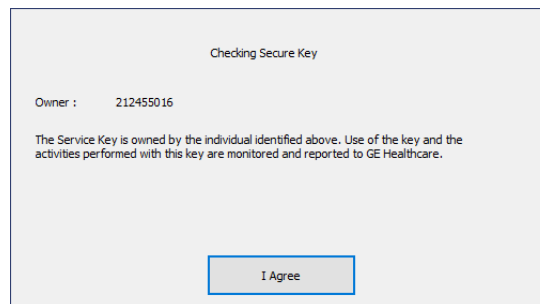 Checking Secure Key
Owner : 212455016
The Service Key is owned by the individual identified above. Use of the key and the
activities performed with this key are monitored and reported to GE Healthcare.
I Agree